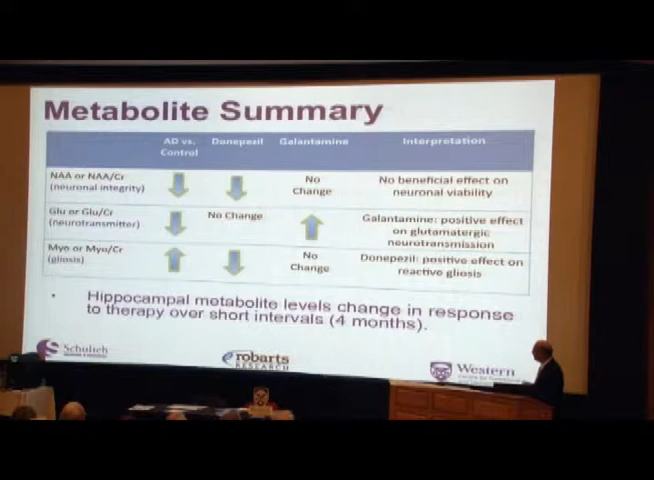 Metabolite Summary
AD vs. Donepezil Galantamine Interpretation
Control
NAA or NAA/Cr No No beneficial effect on
(neuronal integrity) Change neuronal viability
Glu or Glu/Cr No Change Galantamine: positive effect
(neurotransmitter) on glutamatergic
neurotransmission
Myo or Myo/Cr No Donepezil: positive effect on
(gliosis) Change reactive gliosis
• Hippocampal metabolite levels change in response
to therapy over short intervals (4 months).
Schulich
robarts
RESEARCH
Western